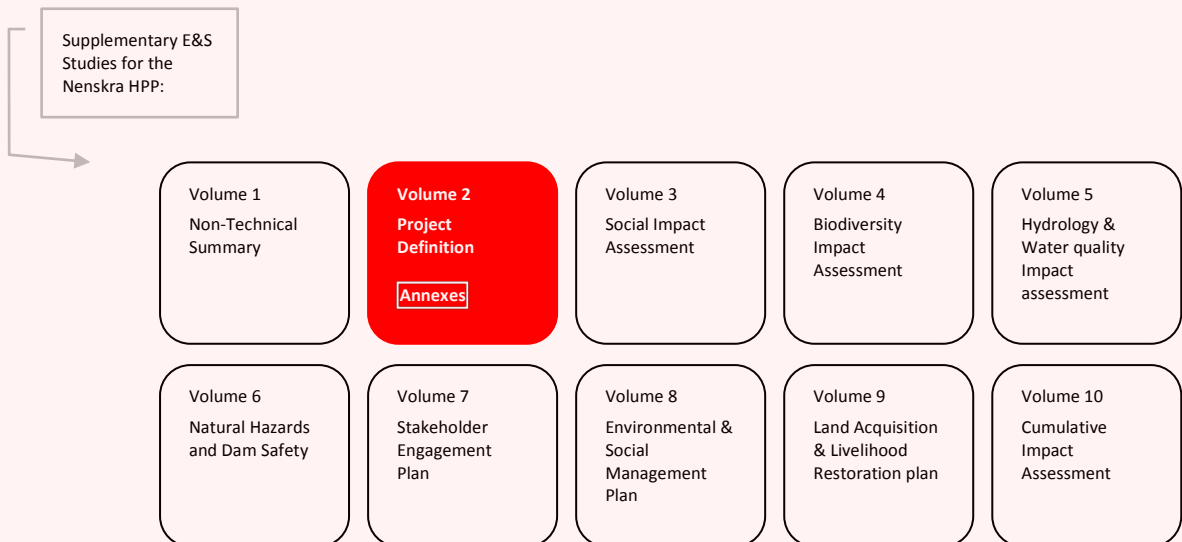 Supplementary E&S
Studies for the
Nenskra HPP:
Volume 1
Non-Technical
Summary
Volume 2
Project
Definition
Annexes
Volume 3
Social Impact
Assessment
Volume 4
Biodiversity
Impact
Assessment
Volume 5
Hydrology &
Water quality
Impact
assessment
Volume 6
Natural Hazards
and Dam Safety
Volume 7
Stakeholder
Engagement
Plan
Volume 8
Environmental &
Social
Management
Plan
Volume 9
Land Acquisition
& Livelihood
Restoration plan
Volume 10
Cumulative
Impact
Assessment